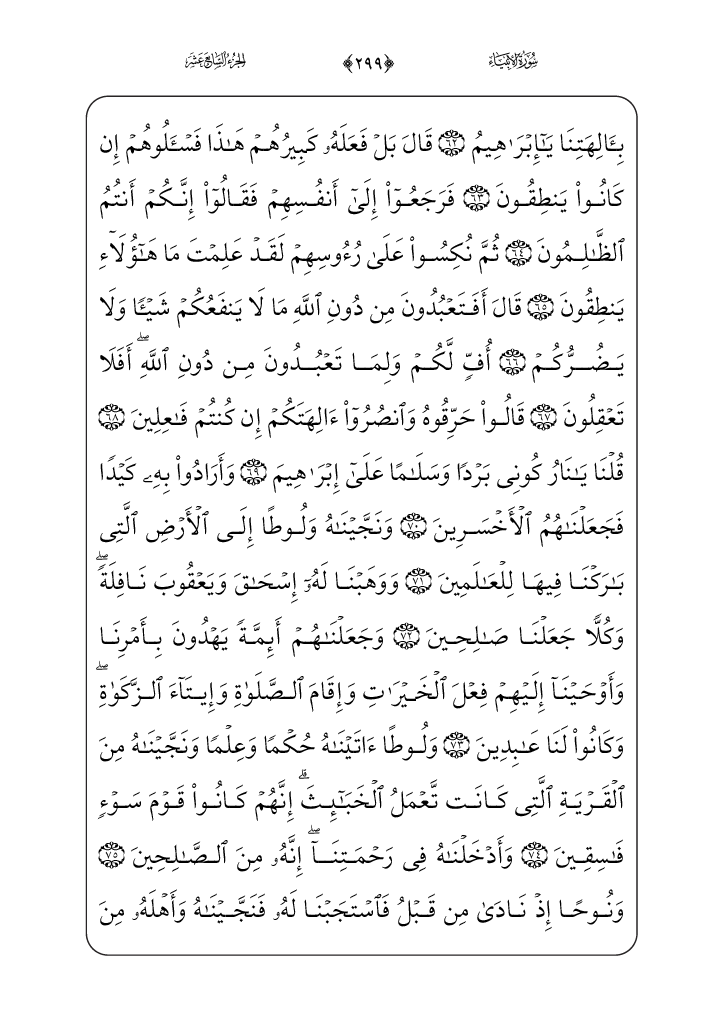 سُورَةُ الأَنْبِيَاءِ ﴿٢٩٩﴾ الجُزْءُ السَّابِعَ عَشَرَ
بِـَٔالِهَتِنَا يَـٰٓإِبْرَٰهِيمُ ٦٢ قَالَ بَلْ فَعَلَهُۥ كَبِيرُهُمْ هَـٰذَا فَسْـَٔلُوهُمْ إِن
كَانُوا۟ يَنطِقُونَ ٦٣ فَرَجَعُوٓا۟ إِلَىٰٓ أَنفُسِهِمْ فَقَالُوٓا۟ إِنَّكُمْ أَنتُمُ
ٱلظَّـٰلِمُونَ ٦٤ ثُمَّ نُكِسُوا۟ عَلَىٰ رُءُوسِهِمْ لَقَدْ عَلِمْتَ مَا هَـٰٓؤُلَآءِ
يَنطِقُونَ ٦٥ قَالَ أَفَتَعْبُدُونَ مِن دُونِ ٱللَّهِ مَا لَا يَنفَعُكُمْ شَيْـًٔا وَلَا
يَضُرُّكُمْ ٦٦ أُفٍّ لَّكُمْ وَلِمَا تَعْبُدُونَ مِن دُونِ ٱللَّهِ ۖ أَفَلَا
تَعْقِلُونَ ٦٧ قَالُوا۟ حَرِّقُوهُ وَٱنصُرُوٓا۟ ءَالِهَتَكُمْ إِن كُنتُمْ فَـٰعِلِينَ ٦٨
قُلْنَا يَـٰنَارُ كُونِى بَرْدًا وَسَلَـٰمًا عَلَىٰٓ إِبْرَٰهِيمَ ٦٩ وَأَرَادُوا۟ بِهِۦ كَيْدًا
فَجَعَلْنَـٰهُمُ ٱلْأَخْسَرِينَ ٧٠ وَنَجَّيْنَـٰهُ وَلُوطًا إِلَى ٱلْأَرْضِ ٱلَّتِى
بَـٰرَكْنَا فِيهَا لِلْعَـٰلَمِينَ ٧١ وَوَهَبْنَا لَهُۥٓ إِسْحَـٰقَ وَيَعْقُوبَ نَافِلَةً ۖ
وَكُلًّا جَعَلْنَا صَـٰلِحِينَ ٧٢ وَجَعَلْنَـٰهُمْ أَئِمَّةً يَهْدُونَ بِأَمْرِنَا
وَأَوْحَيْنَآ إِلَيْهِمْ فِعْلَ ٱلْخَيْرَٰتِ وَإِقَامَ ٱلصَّلَوٰةِ وَإِيتَآءَ ٱلزَّكَوٰةِ ۖ
وَكَانُوا۟ لَنَا عَـٰبِدِينَ ٧٣ وَلُوطًا ءَاتَيْنَـٰهُ حُكْمًا وَعِلْمًا وَنَجَّيْنَـٰهُ مِنَ
ٱلْقَرْيَةِ ٱلَّتِى كَانَت تَّعْمَلُ ٱلْخَبَـٰٓئِثَ ۗ إِنَّهُمْ كَانُوا۟ قَوْمَ سَوْءٍ
فَـٰسِقِينَ ٧٤ وَأَدْخَلْنَـٰهُ فِى رَحْمَتِنَآ ۖ إِنَّهُۥ مِنَ ٱلصَّـٰلِحِينَ ٧٥
وَنُوحًا إِذْ نَادَىٰ مِن قَبْلُ فَٱسْتَجَبْنَا لَهُۥ فَنَجَّيْنَـٰهُ وَأَهْلَهُۥ مِنَ